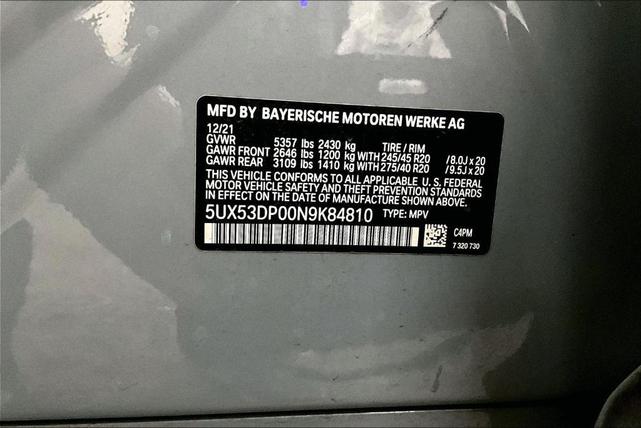 MFD BY BAYERISCHE MOTOREN WERKE AG
12/21
GVWR 5357 lbs 2430 kg TIRE / RIM
GAWR FRONT 2646 lbs 1200 kg WITH 245/45 R20 / 8.0J x 20
GAWR REAR 3109 lbs 1410 kg WITH 275/40 R20 / 9.5J x 20
THIS VEHICLE CONFORMS TO ALL APPLICABLE U.S. FEDERAL
MOTOR VEHICLE SAFETY AND THEFT PREVENTION STANDARDS
IN EFFECT ON THE DATE OF MANUFACTURE SHOWN ABOVE.
5UX53DP00N9K84810 TYPE: MPV
C4PM
7 320 730